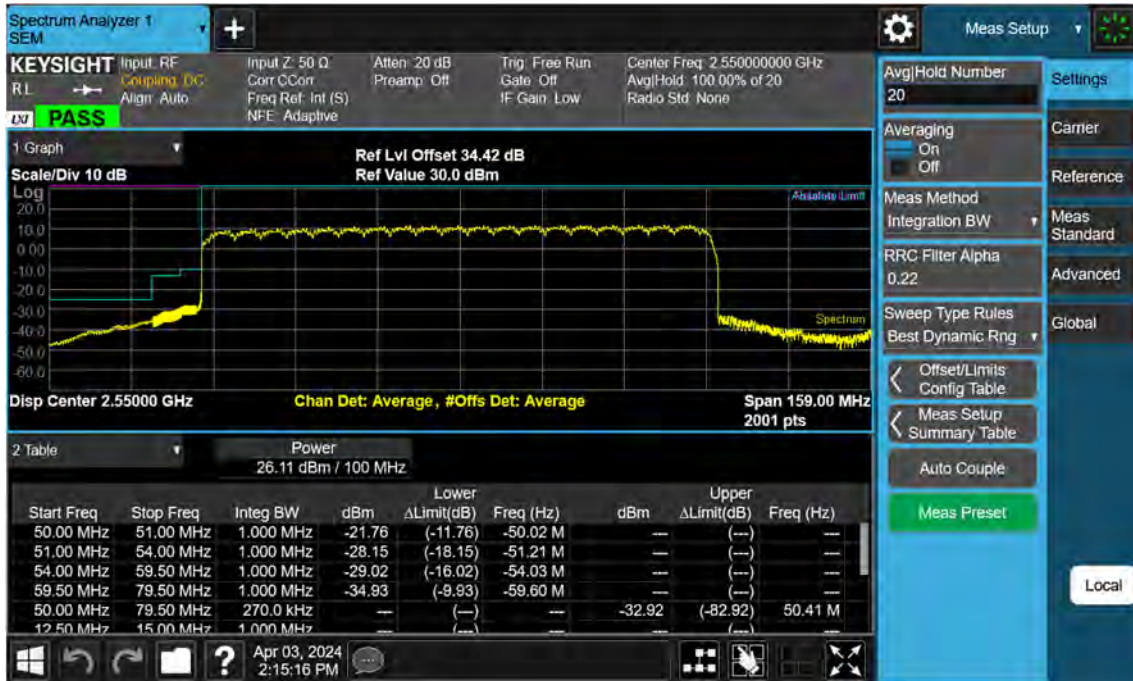 Spectrum Analyzer 1
SEM
+
Meas Setup
KEYSIGHT
RL
LXI
PASS
Input: RF
Coupling: DC
Align: Auto
Input Z: 50 Ω
Corr CCorr
Freq Ref: Int (S)
NFE: Adaptive
Atten: 20 dB
Preamp: Off
Trig: Free Run
Gate: Off
IF Gain: Low
Center Freq: 2.550000000 GHz
Avg|Hold: 100.00% of 20
Radio Std: None
1 Graph
Scale/Div 10 dB
Ref Lvl Offset 34.42 dB
Ref Value 30.0 dBm
Log
20.0
10.0
0.00
-10.0
-20.0
-30.0
-40.0
-50.0
-60.0
Absolute Limit
Spectrum
Disp Center 2.55000 GHz
Chan Det: Average, #Offs Det: Average
Span 159.00 MHz
2001 pts
2 Table
Power
26.11 dBm / 100 MHz
Lower Upper
Start Freq Stop Freq Integ BW dBm ΔLimit(dB) Freq (Hz) dBm ΔLimit(dB) Freq (Hz)
50.00 MHz 51.00 MHz 1.000 MHz -21.76 (-11.76) -50.02 M --- (---) ---
51.00 MHz 54.00 MHz 1.000 MHz -28.15 (-18.15) -51.21 M --- (---) ---
54.00 MHz 59.50 MHz 1.000 MHz -29.02 (-16.02) -54.03 M --- (---) ---
59.50 MHz 79.50 MHz 1.000 MHz -34.93 (-9.93) -59.60 M --- (---) ---
50.00 MHz 79.50 MHz 270.0 kHz --- (---) --- -32.92 (-82.92) 50.41 M
12.50 MHz 15.00 MHz 1.000 MHz --- (---) --- --- (---) ---
?
Apr 03, 2024
2:15:16 PM
Avg|Hold Number
20
Averaging
On
Off
Meas Method
Integration BW
RRC Filter Alpha
0.22
Sweep Type Rules
Best Dynamic Rng
Offset/Limits
Config Table
Meas Setup
Summary Table
Auto Couple
Meas Preset
Settings
Carrier
Reference
Meas
Standard
Advanced
Global
Local